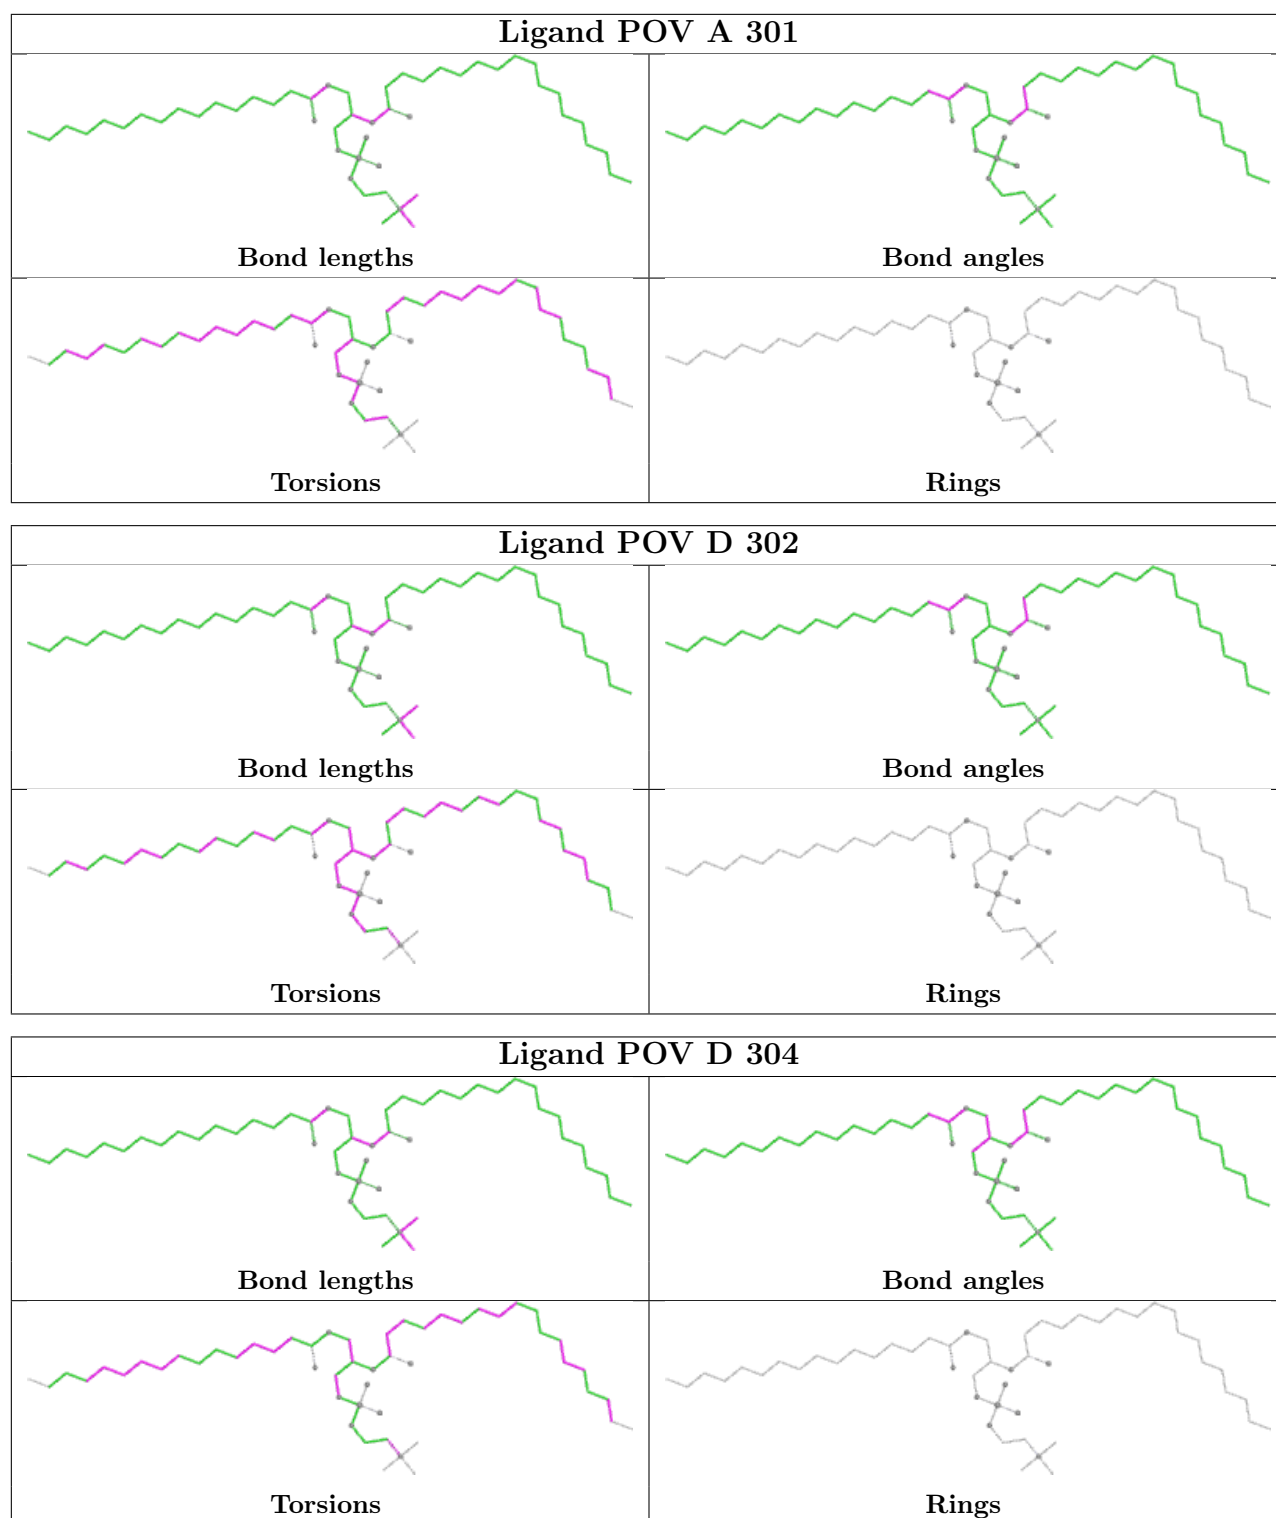 Ligand POV A 301
Bond lengths
Bond angles
Torsions
Rings
Ligand POV D 302
Bond lengths
Bond angles
Torsions
Rings
Ligand POV D 304
Bond lengths
Bond angles
Torsions
Rings